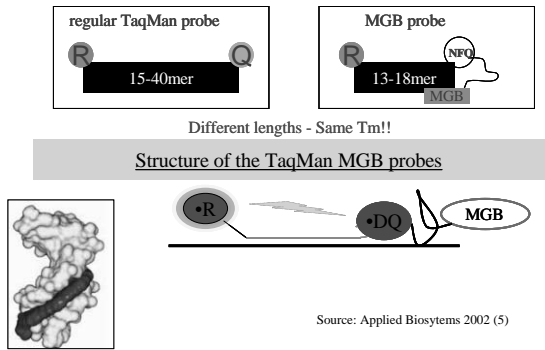 regular TaqMan probe
R
Q
15-40mer
MGB probe
R
NFQ
13-18mer
MGB
Different lengths - Same Tm!!
Structure of the TaqMan MGB probes
•R
•DQ
MGB
Source: Applied Biosytems 2002 (5)